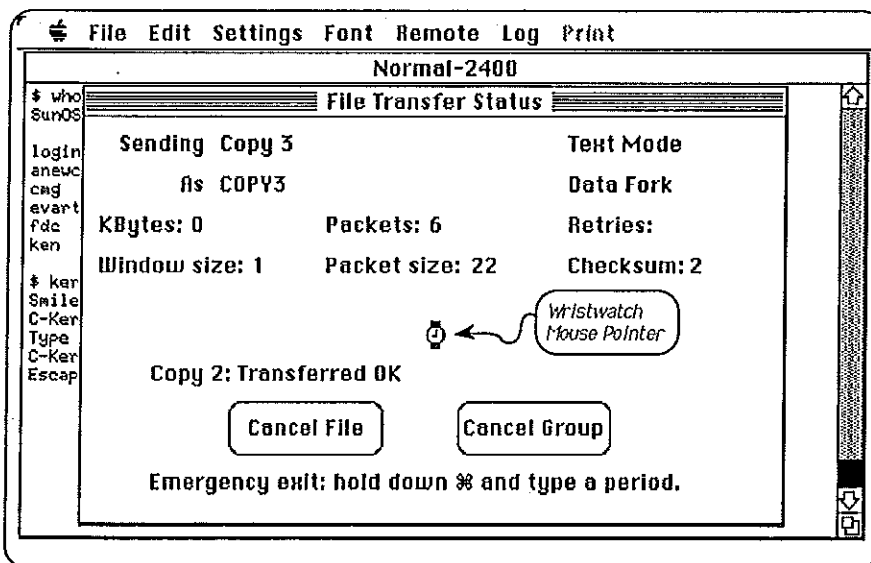 File Edit Settings Font Remote Log Print
Normal-2400
$ who
SunOS
login
anewc
cmg
evart
fdc
ken
$ ker
Smile
C-Ker
Type
C-Ker
Escap
File Transfer Status
Sending Copy 3 Text Mode
As COPY3 Data Fork
KBytes: 0 Packets: 6 Retries:
Window size: 1 Packet size: 22 Checksum: 2
Wristwatch
Mouse Pointer
Copy 2: Transferred OK
Cancel File Cancel Group
Emergency exit: hold down ⌘ and type a period.